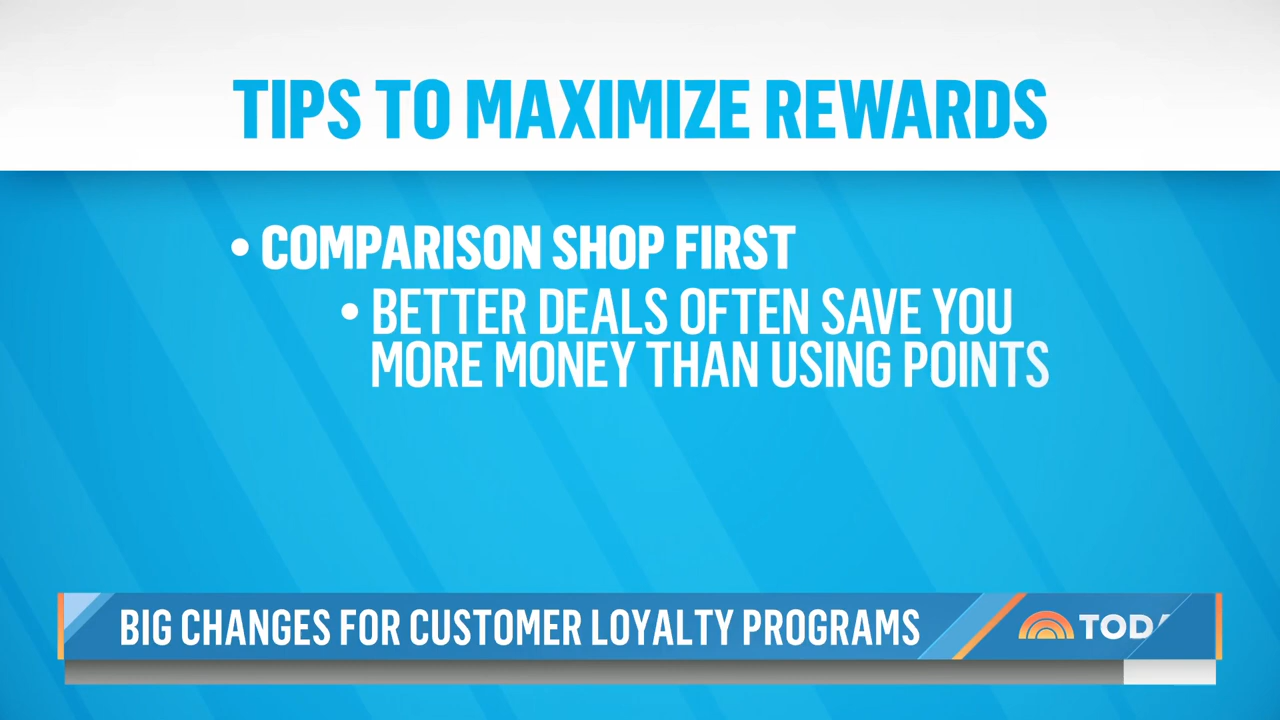 TIPS TO MAXIMIZE REWARDS
• COMPARISON SHOP FIRST
• BETTER DEALS OFTEN SAVE YOU
MORE MONEY THAN USING POINTS
BIG CHANGES FOR CUSTOMER LOYALTY PROGRAMS